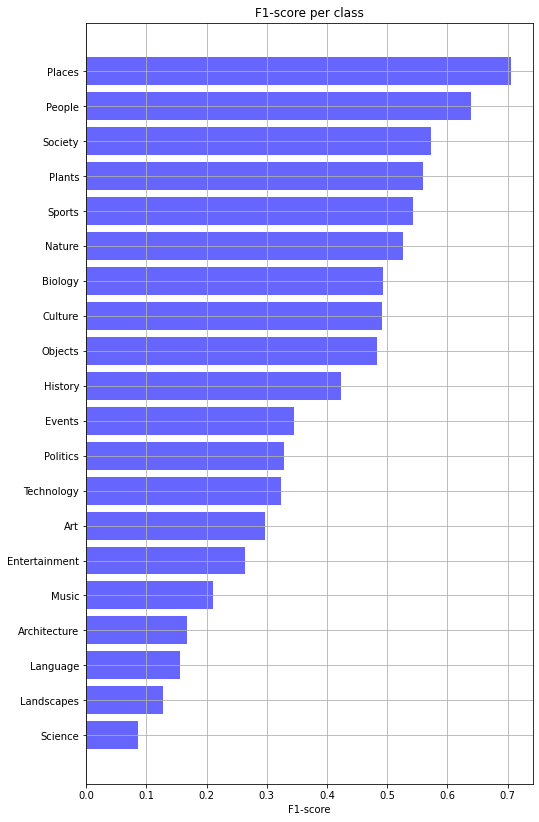 F1-score per class
Places
People
Society
Plants
Sports
Nature
Biology
Culture
Objects
History
Events
Politics
Technology
Art
Entertainment
Music
Architecture
Language
Landscapes
Science
0.0 0.1 0.2 0.3 0.4 0.5 0.6 0.7
F1-score